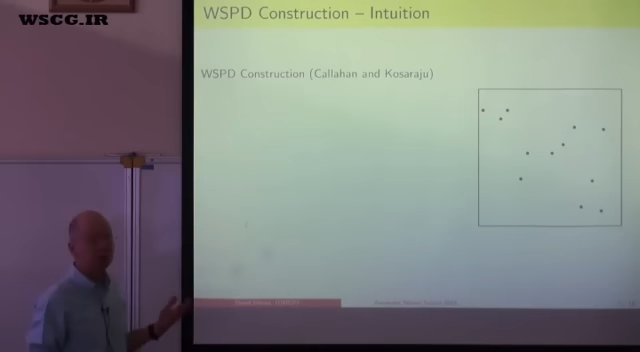 WSCG.IR
WSPD Construction – Intuition
WSPD Construction (Callahan and Kosaraju)